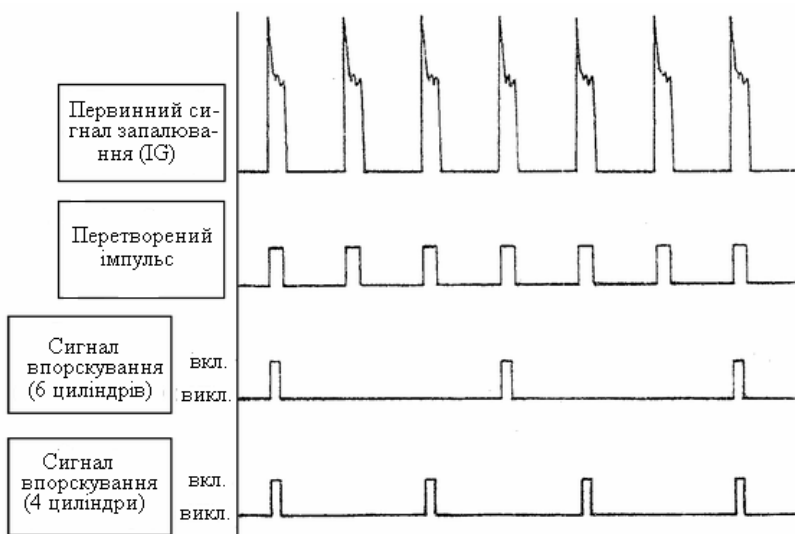 Первинний си-
гнал запалюва-
ння (IG)
Перетворений
імпульс
Сигнал
впорскування
(6 циліндрів)
вкл.
викл.
Сигнал
впорскування
(4 циліндри)
вкл.
викл.